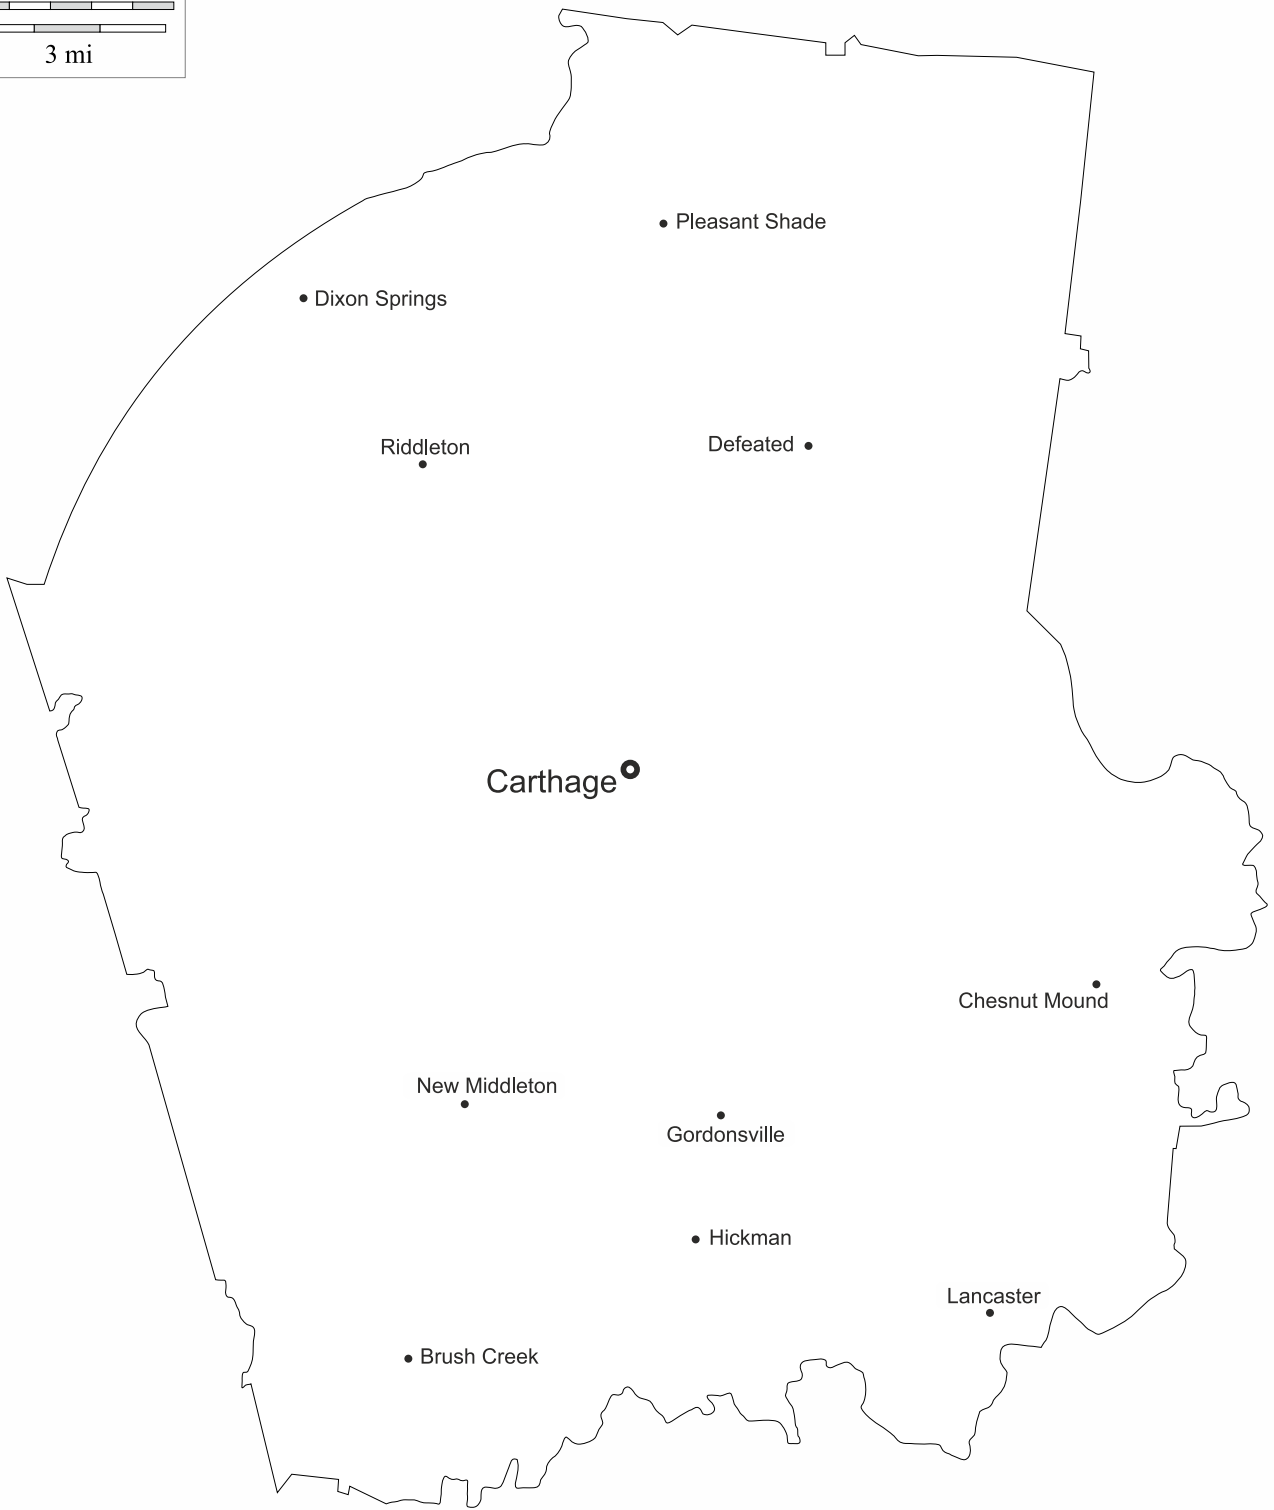 3 mi
Pleasant Shade
Dixon Springs
Riddleton
Defeated
Carthage
Chesnut Mound
New Middleton
Gordonsville
Hickman
Lancaster
Brush Creek